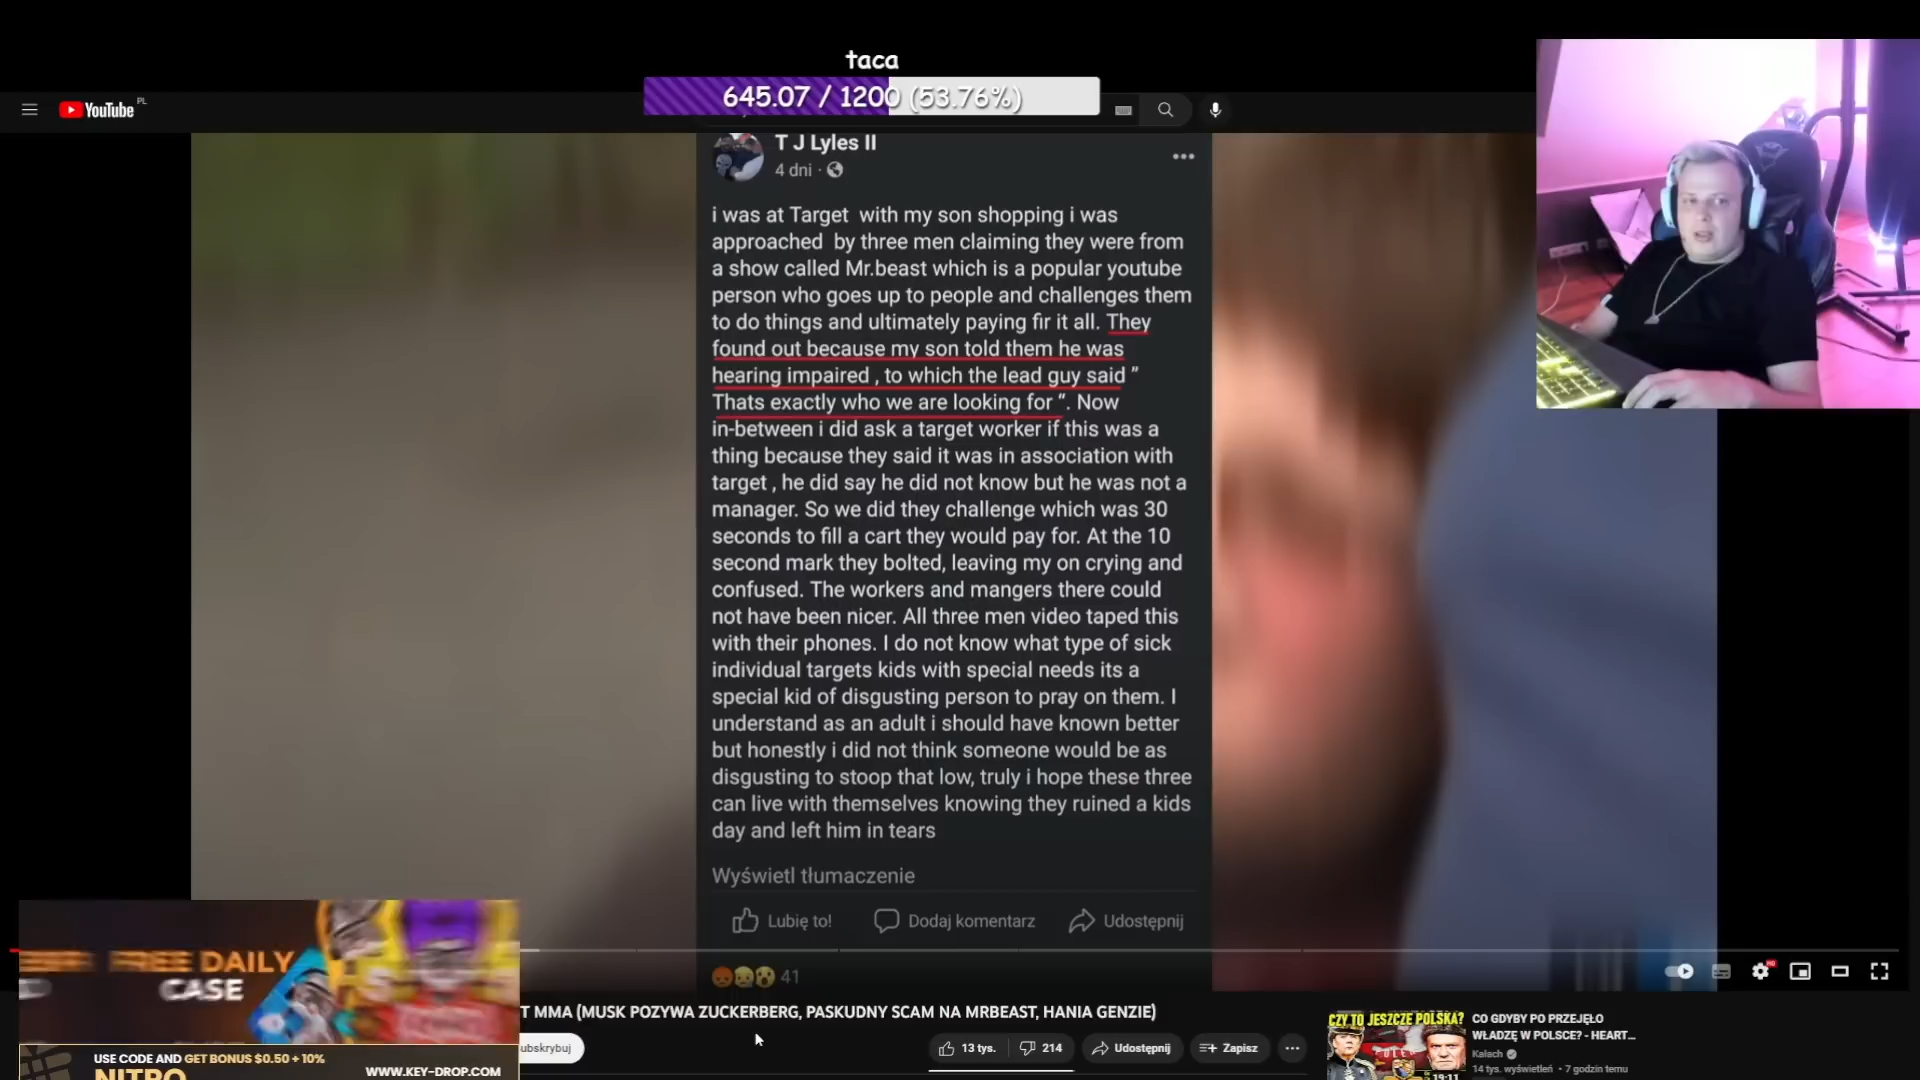 taca
645.07 / 1200 (53.76%)
YouTube PL
T J Lyles II
4 dni ·
i was at Target with my son shopping i was
approached by three men claiming they were from
a show called Mr.beast which is a popular youtube
person who goes up to people and challenges them
to do things and ultimately paying fir it all. They
found out because my son told them he was
hearing impaired , to which the lead guy said ”
Thats exactly who we are looking for “. Now
in-between i did ask a target worker if this was a
thing because they said it was in association with
target , he did say he did not know but he was not a
manager. So we did they challenge which was 30
seconds to fill a cart they would pay for. At the 10
second mark they bolted, leaving my on crying and
confused. The workers and mangers there could
not have been nicer. All three men video taped this
with their phones. I do not know what type of sick
individual targets kids with special needs its a
special kid of disgusting person to pray on them. I
understand as an adult i should have known better
but honestly i did not think someone would be as
disgusting to stoop that low, truly i hope these three
can live with themselves knowing they ruined a kids
day and left him in tears
Wyświetl tłumaczenie
Lubię to! Dodaj komentarz Udostępnij
41
FREE DAILY
CASE
T MMA (MUSK POZYWA ZUCKERBERG, PASKUDNY SCAM NA MRBEAST, HANIA GENZIE)
ubskrybuj
13 tys. 214 Udostępnij Zapisz
USE CODE AND GET BONUS $0.50 + 10%
NITRO
WWW.KEY-DROP.COM
CZY TO JESZCZE POLSKA?
19:11
CO GDYBY PO PRZEJĘŁO
WŁADZĘ W POLSCE? - HEART...
Kalach
14 tys. wyświetleń • 7 godzin temu